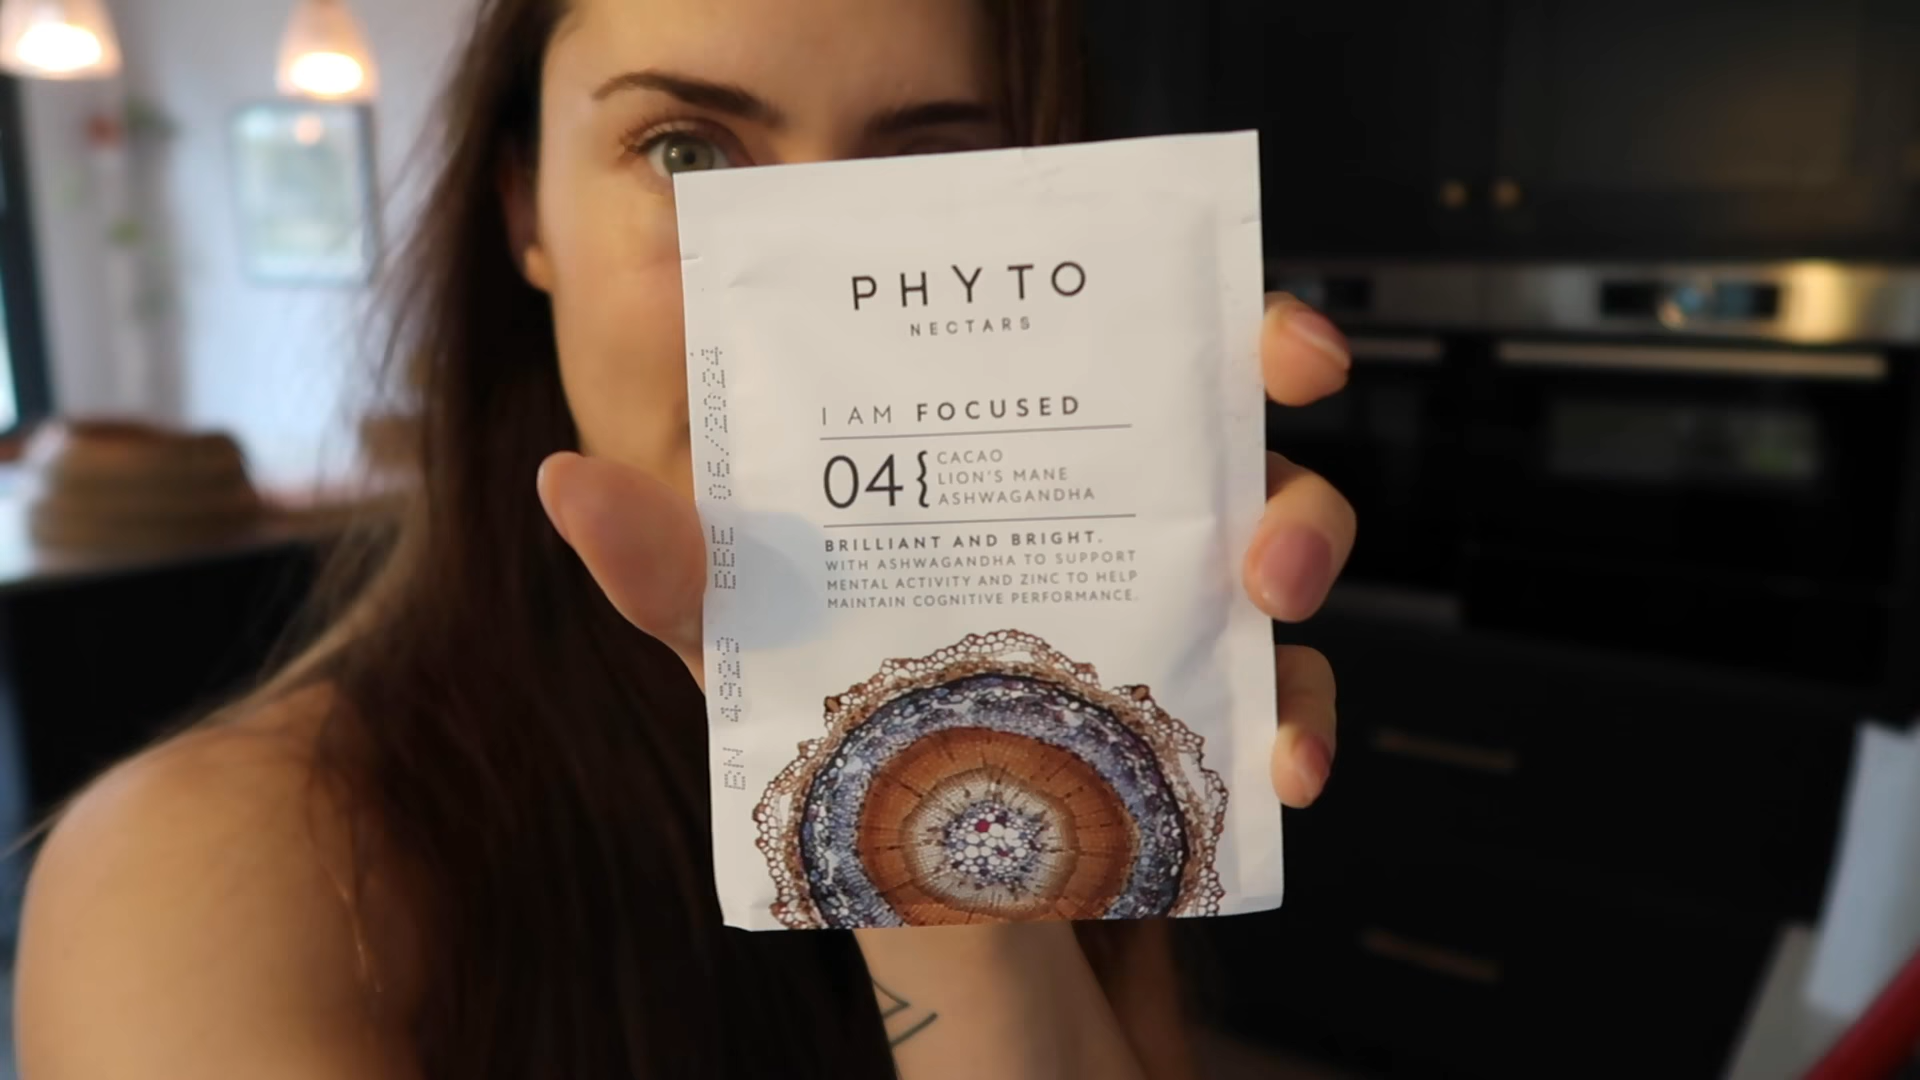 PHYTO
NECTARS
I AM FOCUSED
04{
CACAO
LION'S MANE
ASHWAGANDHA
BRILLIANT AND BRIGHT.
WITH ASHWAGANDHA TO SUPPORT
MENTAL ACTIVITY AND ZINC TO HELP
MAINTAIN COGNITIVE PERFORMANCE.
BN 4923 BBE 06/2024